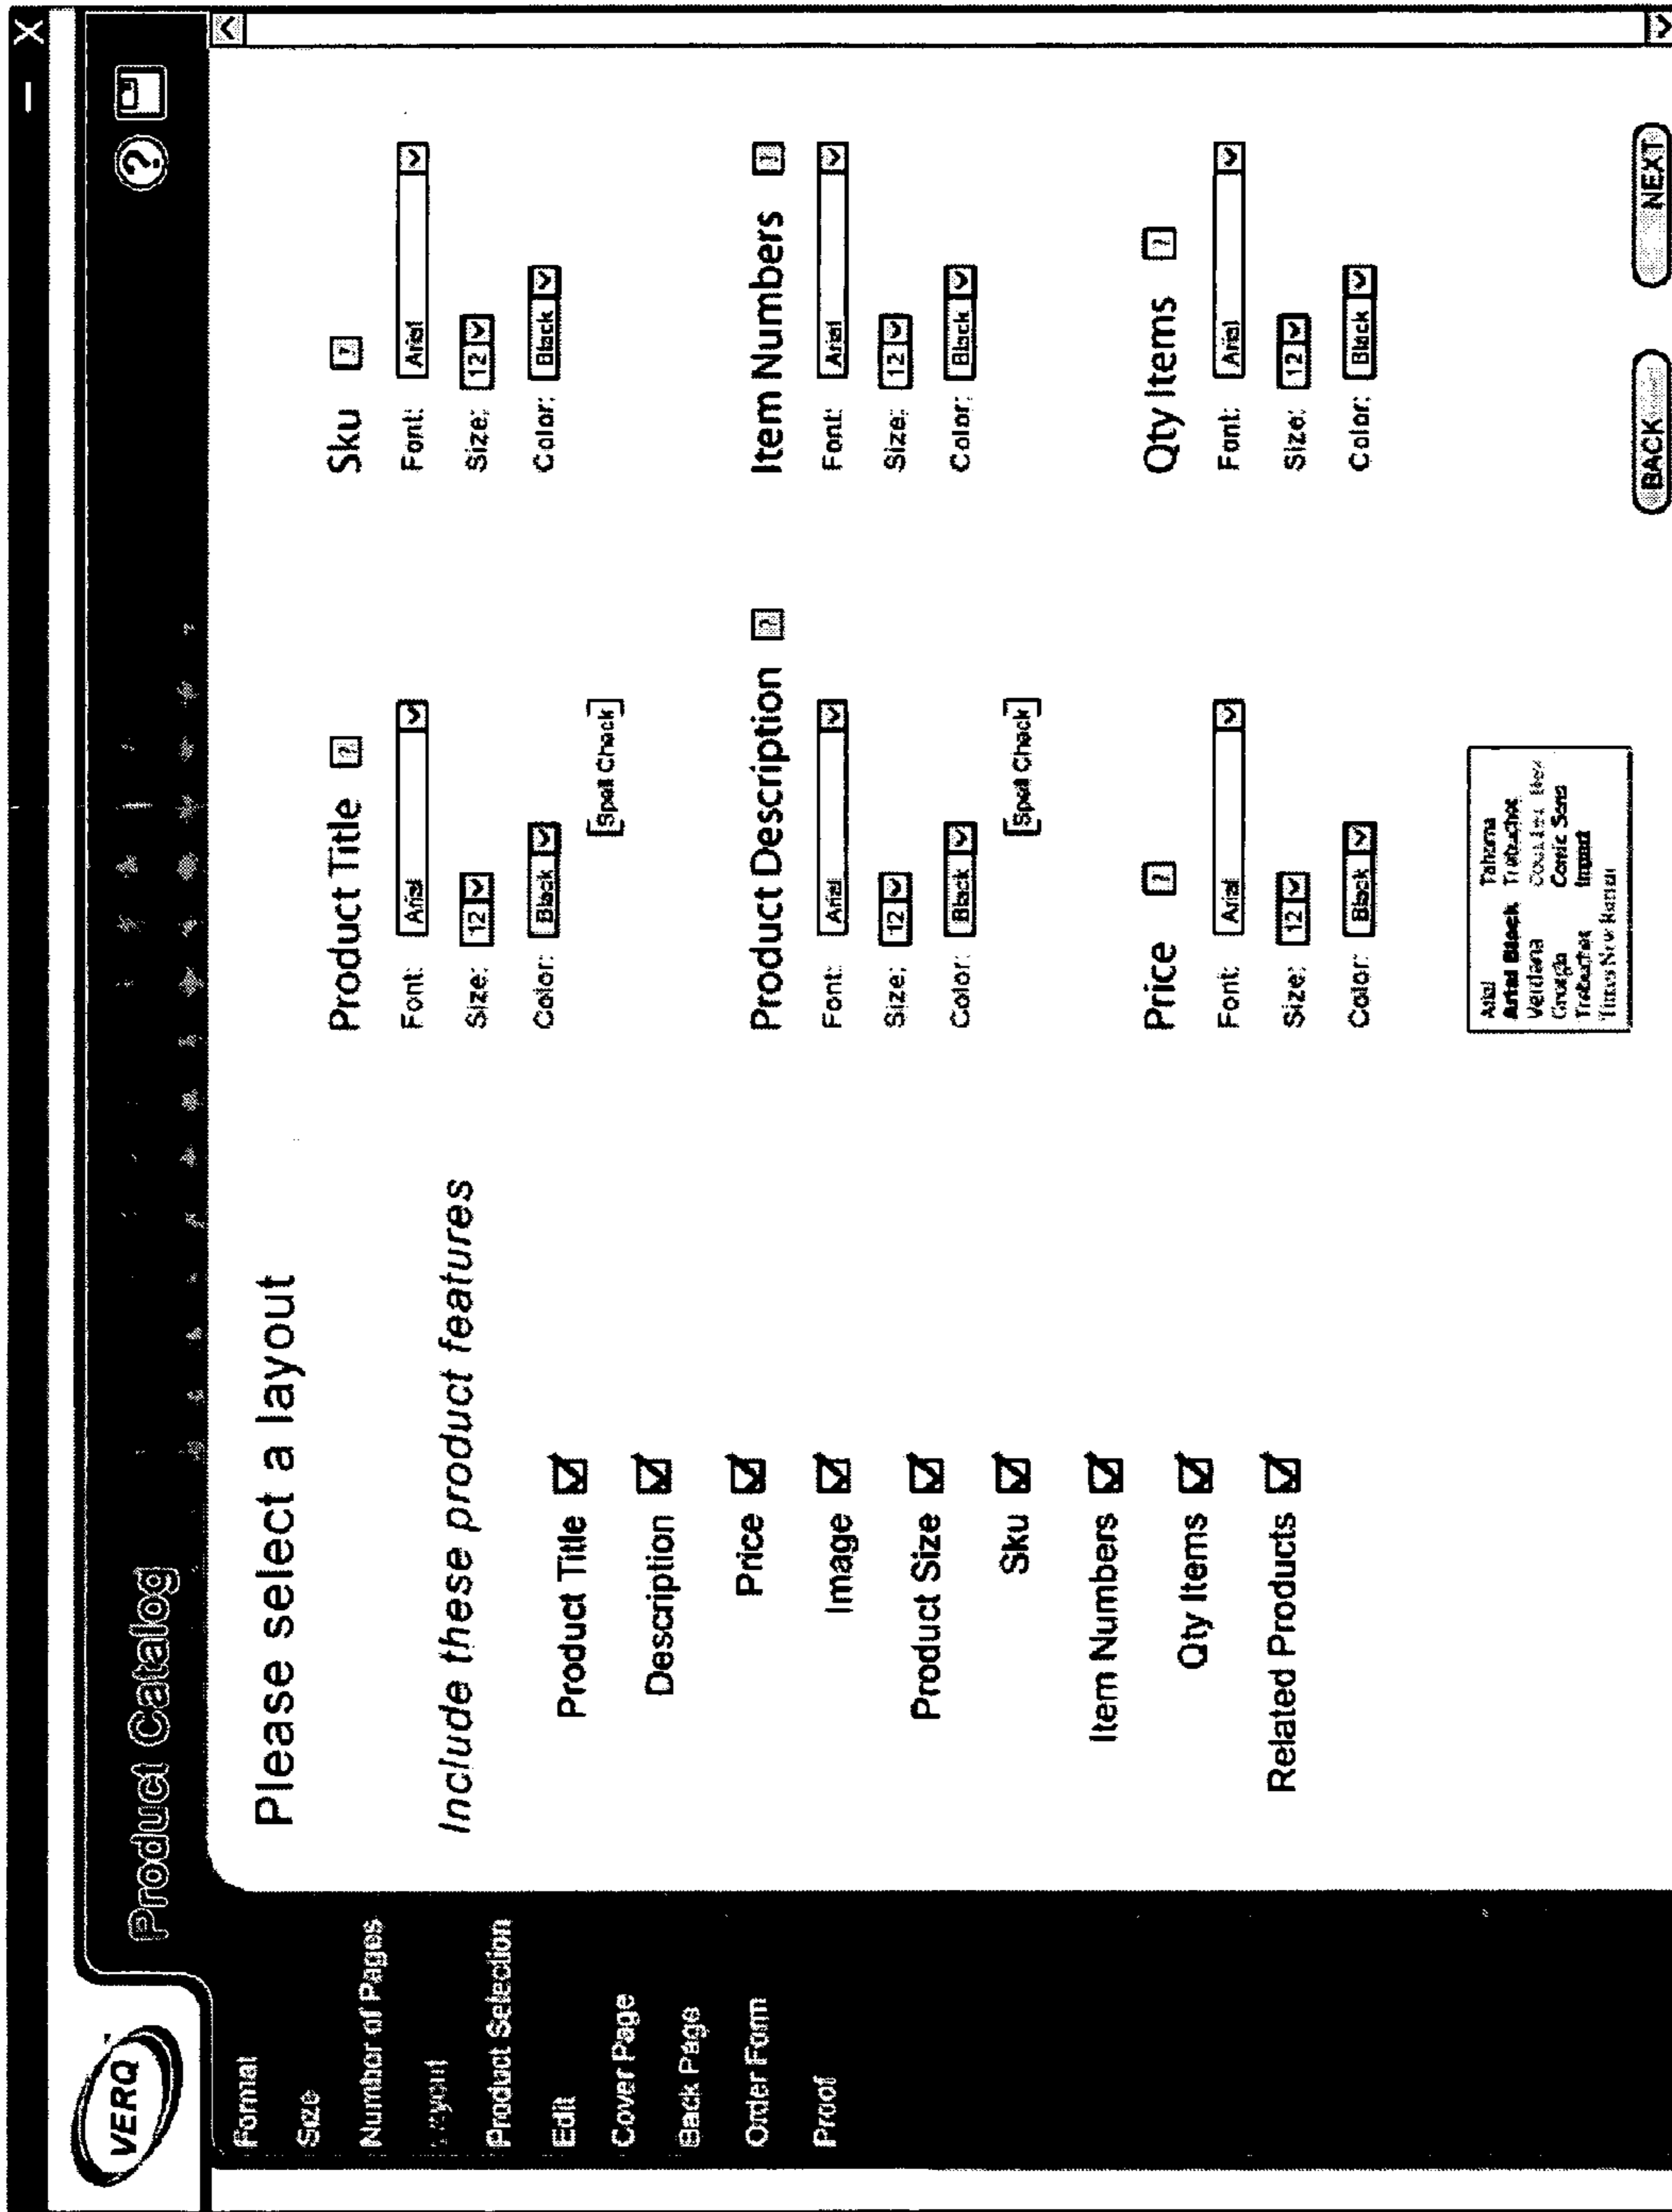 VERQ
Product Catalog
?
Format
Size
Number of Pages
Layout
Product Selection
Edit
Cover Page
Back Page
Order Form
Proof
Please select a layout
Include these product features
Product Title
Description
Price
Image
Product Size
Sku
Item Numbers
Qty Items
Related Products
Product Title ?
Font: Arial
Size: 12
Color: Black
[Spell Check]
Product Description ?
Font: Arial
Size: 12
Color: Black
[Spell Check]
Price ?
Font: Arial
Size: 12
Color: Black
Arial Tahoma
Arial Black Trebuchet
Verdana
Georgia Comic Sans
Trebuchet Impact
Times New Roman
Sku ?
Font: Arial
Size: 12
Color: Black
Item Numbers ?
Font: Arial
Size: 12
Color: Black
Qty Items ?
Font: Arial
Size: 12
Color: Black
BACK NEXT